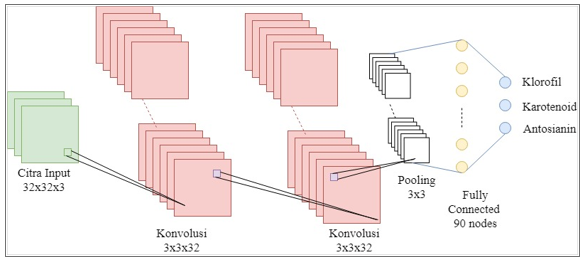 Citra Input
32x32x3
Konvolusi
3x3x32
Konvolusi
3x3x32
Pooling
3x3
Fully
Connected
90 nodes
Klorofil
Karotenoid
Antosianin